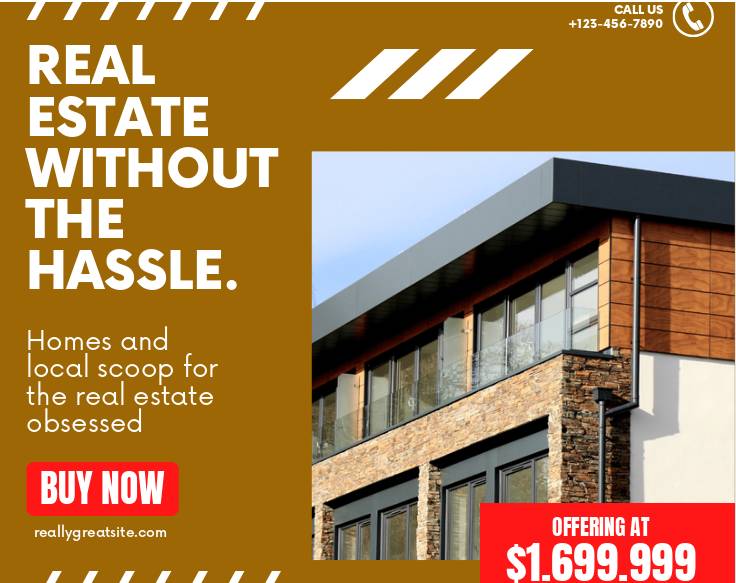 CALL US
+123-456-7890
REAL
ESTATE
WITHOUT
THE
HASSLE.
Homes and
local scoop for
the real estate
obsessed
BUY NOW
reallygreatsite.com
OFFERING AT
$1.699.999